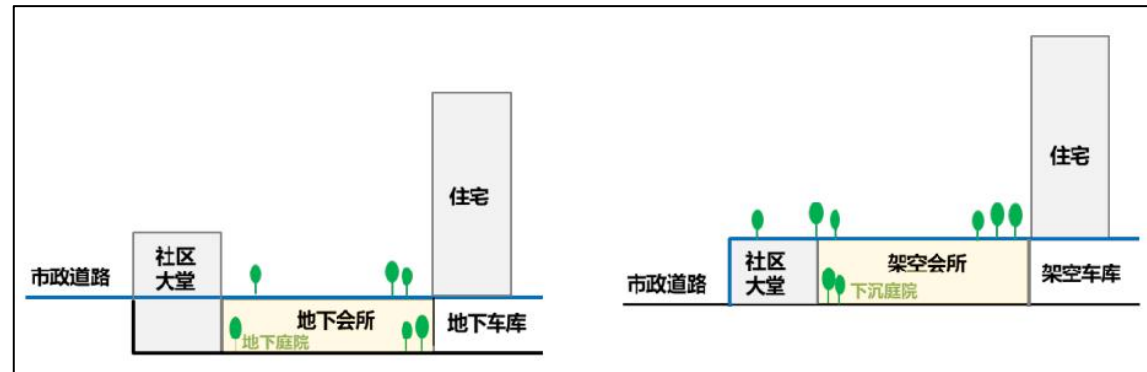 住宅
社区
大堂
市政道路
地下会所
地下庭院
地下车库
住宅
市政道路
社区
大堂
架空会所
下沉庭院
架空车库